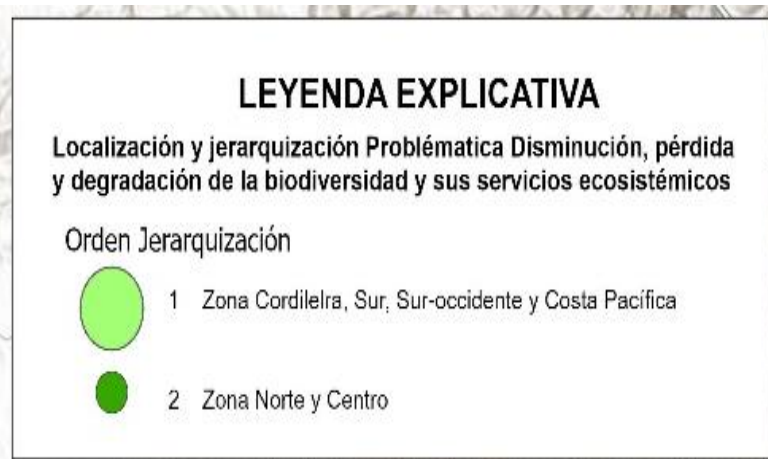 LEYENDA EXPLICATIVA
Localización y jerarquización Problématica Disminución, pérdida
y degradación de la biodiversidad y sus servicios ecosistémicos
Orden Jerarquización
1 Zona Cordilelra, Sur, Sur-occidente y Costa Pacífica
2 Zona Norte y Centro